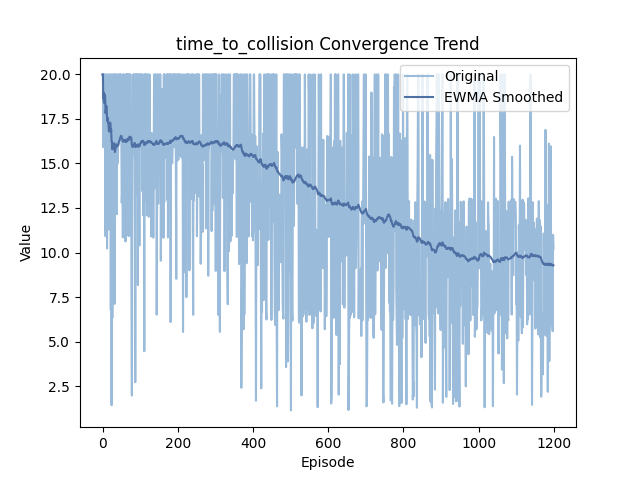 time_to_collision Convergence Trend
Original
EWMA Smoothed
Value
20.0
17.5
15.0
12.5
10.0
7.5
5.0
2.5
0 200 400 600 800 1000 1200
Episode